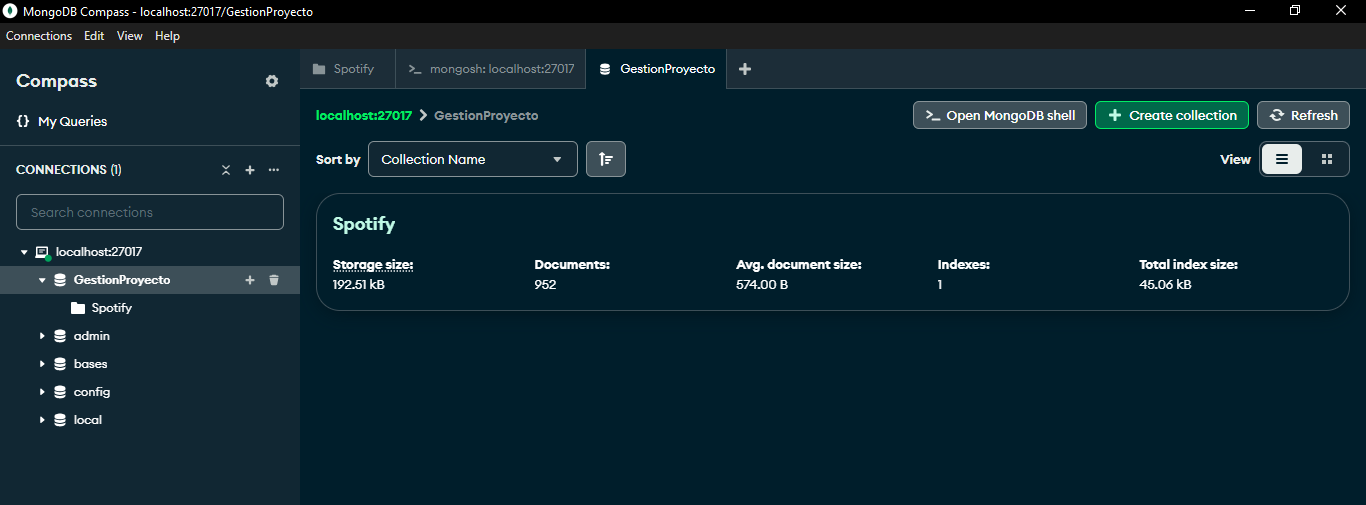 MongoDB Compass - localhost:27017/GestionProyecto
Connections Edit View Help
Compass
{} My Queries
CONNECTIONS (1)
Search connections
localhost:27017
GestionProyecto
Spotify
admin
bases
config
local
Spotify
>_ mongosh: localhost:27017
GestionProyecto
localhost:27017 > GestionProyecto
>_ Open MongoDB shell
+ Create collection
Refresh
Sort by Collection Name
View
Spotify
Storage size: Documents: Avg. document size: Indexes: Total index size:
192.51 kB 952 574.00 B 1 45.06 kB